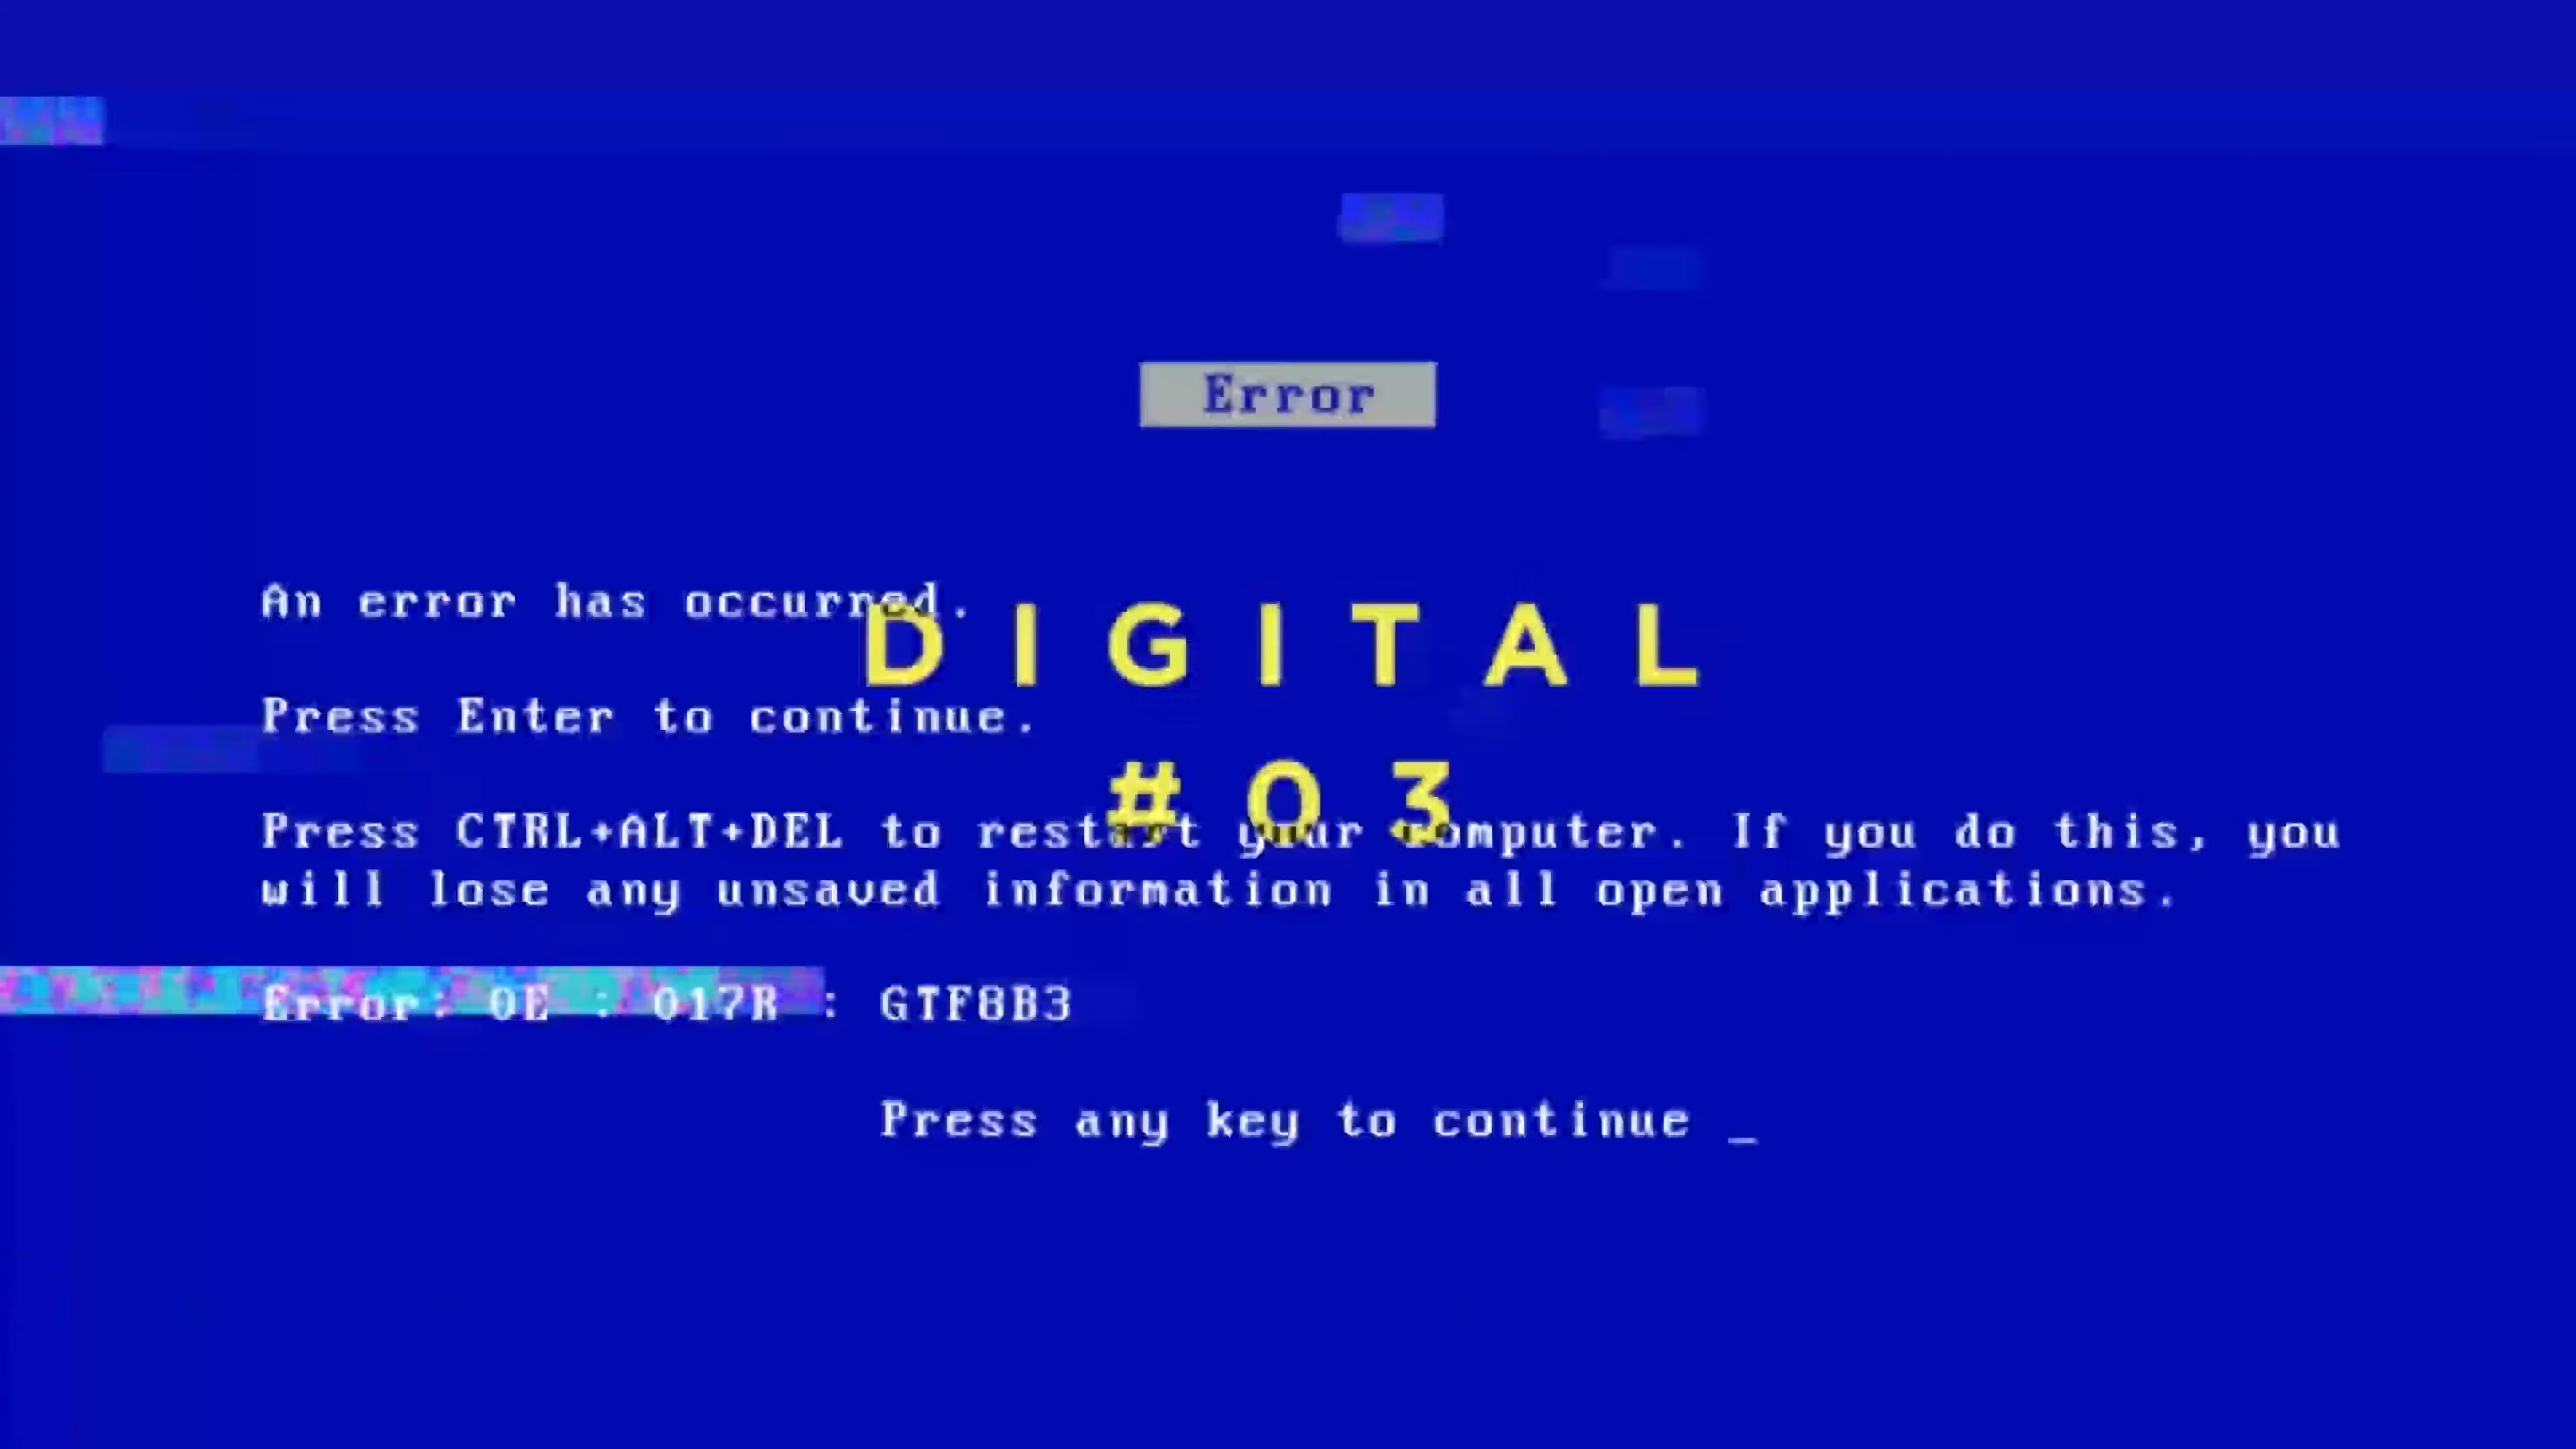 Error
An error has occurred.
DIGITAL
Press Enter to continue.
#03
Press CTRL+ALT+DEL to restart your computer. If you do this, you
will lose any unsaved information in all open applications.
Error: 0E : 017R : GTF8B3
Press any key to continue _